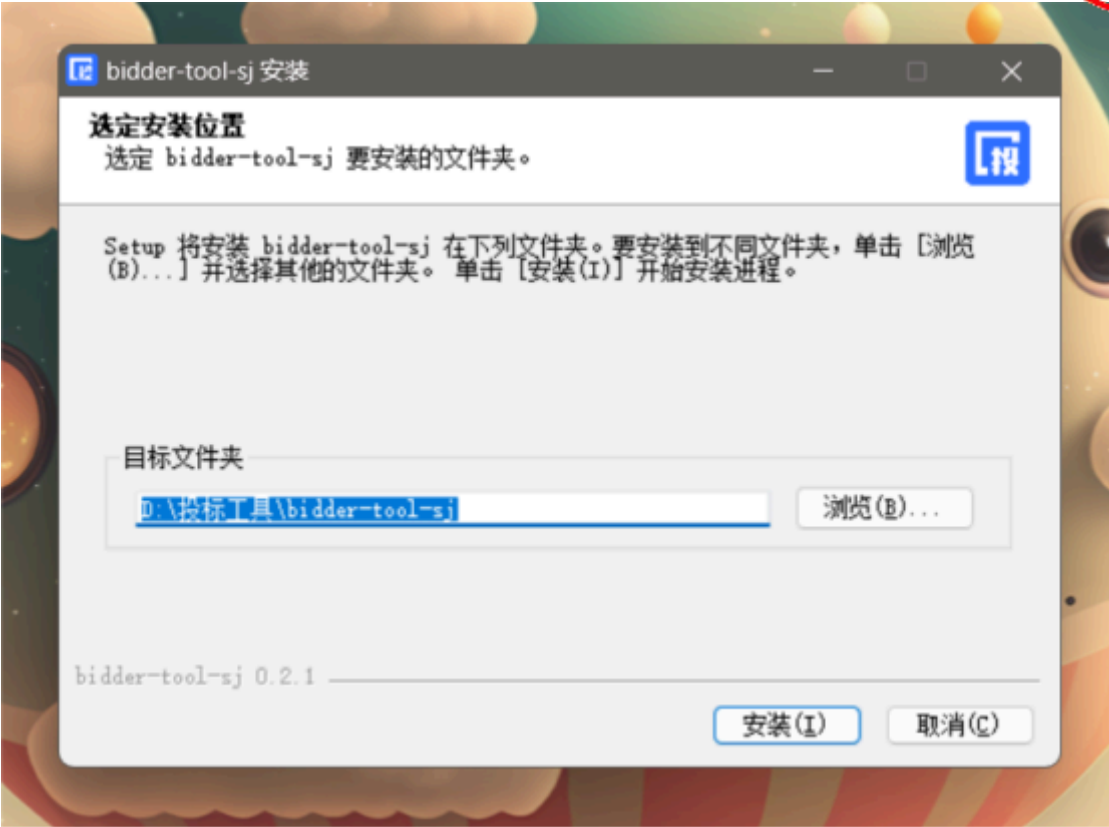 bidder-tool-sj 安装
选定安装位置
选定 bidder-tool-sj 要安装的文件夹。
投
Setup 将安装 bidder-tool-sj 在下列文件夹。要安装到不同文件夹，单击 [浏览
(B)...] 并选择其他的文件夹。 单击 [安装(I)] 开始安装进程。
目标文件夹
D:\投标工具\bidder-tool-sj
浏览(B)...
bidder-tool-sj 0.2.1
安装(I)
取消(C)